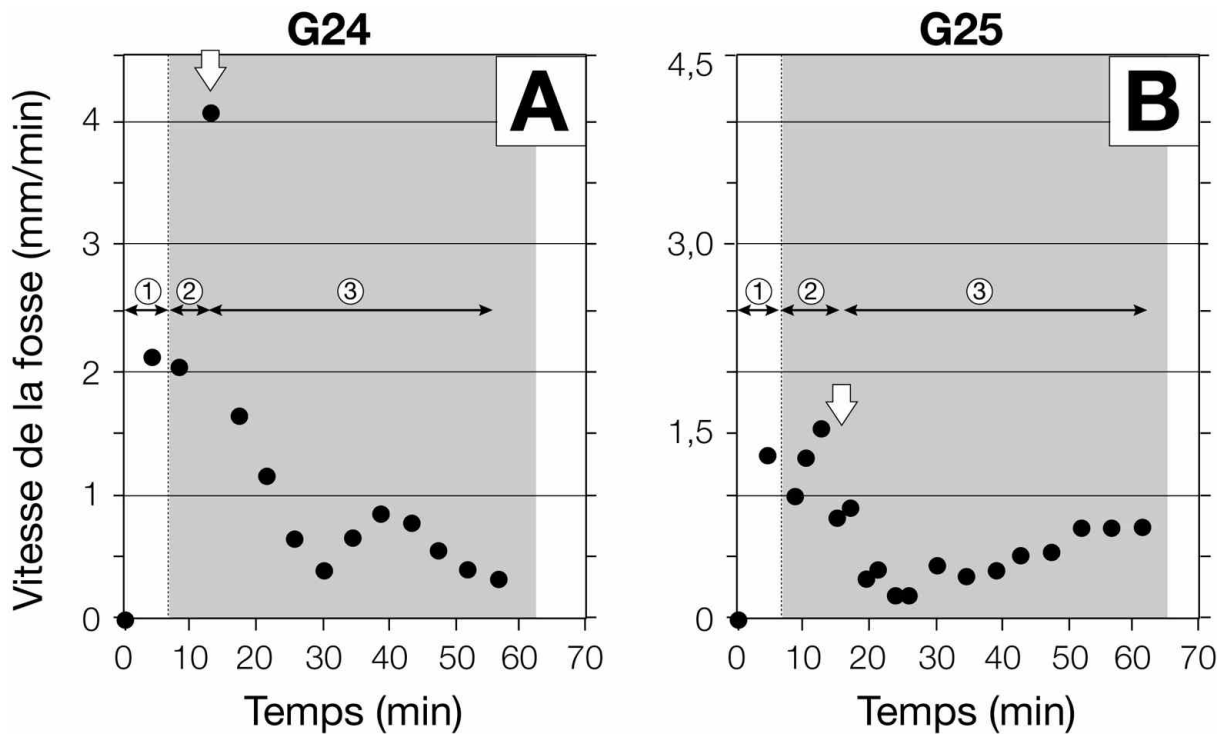 G24
G25
A
B
Vitesse de la fosse (mm/min)
4
3
2
1
0
4,5
3,0
1,5
0
① ② ③
① ② ③
0 10 20 30 40 50 60 70
0 10 20 30 40 50 60 70
Temps (min)
Temps (min)